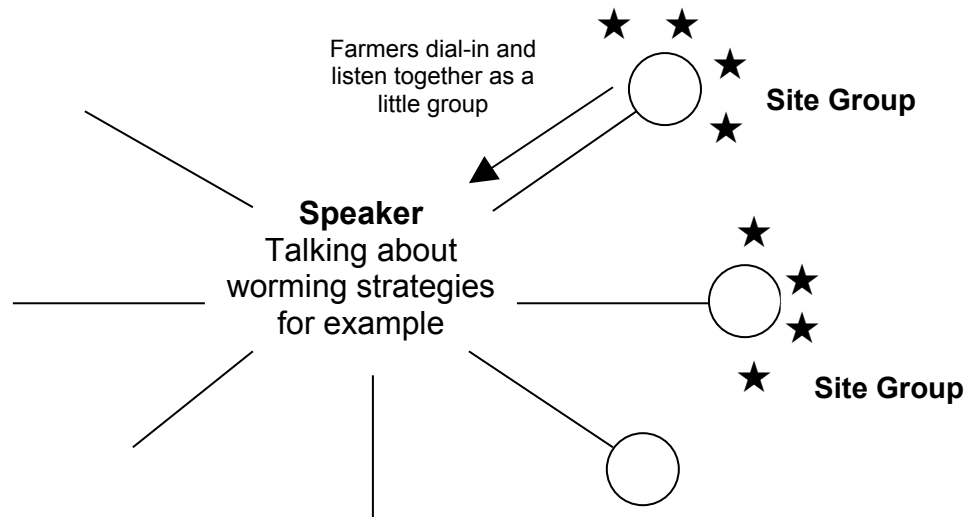 Farmers dial-in and
listen together as a
little group
Site Group
Speaker
Talking about
worming strategies
for example
Site Group